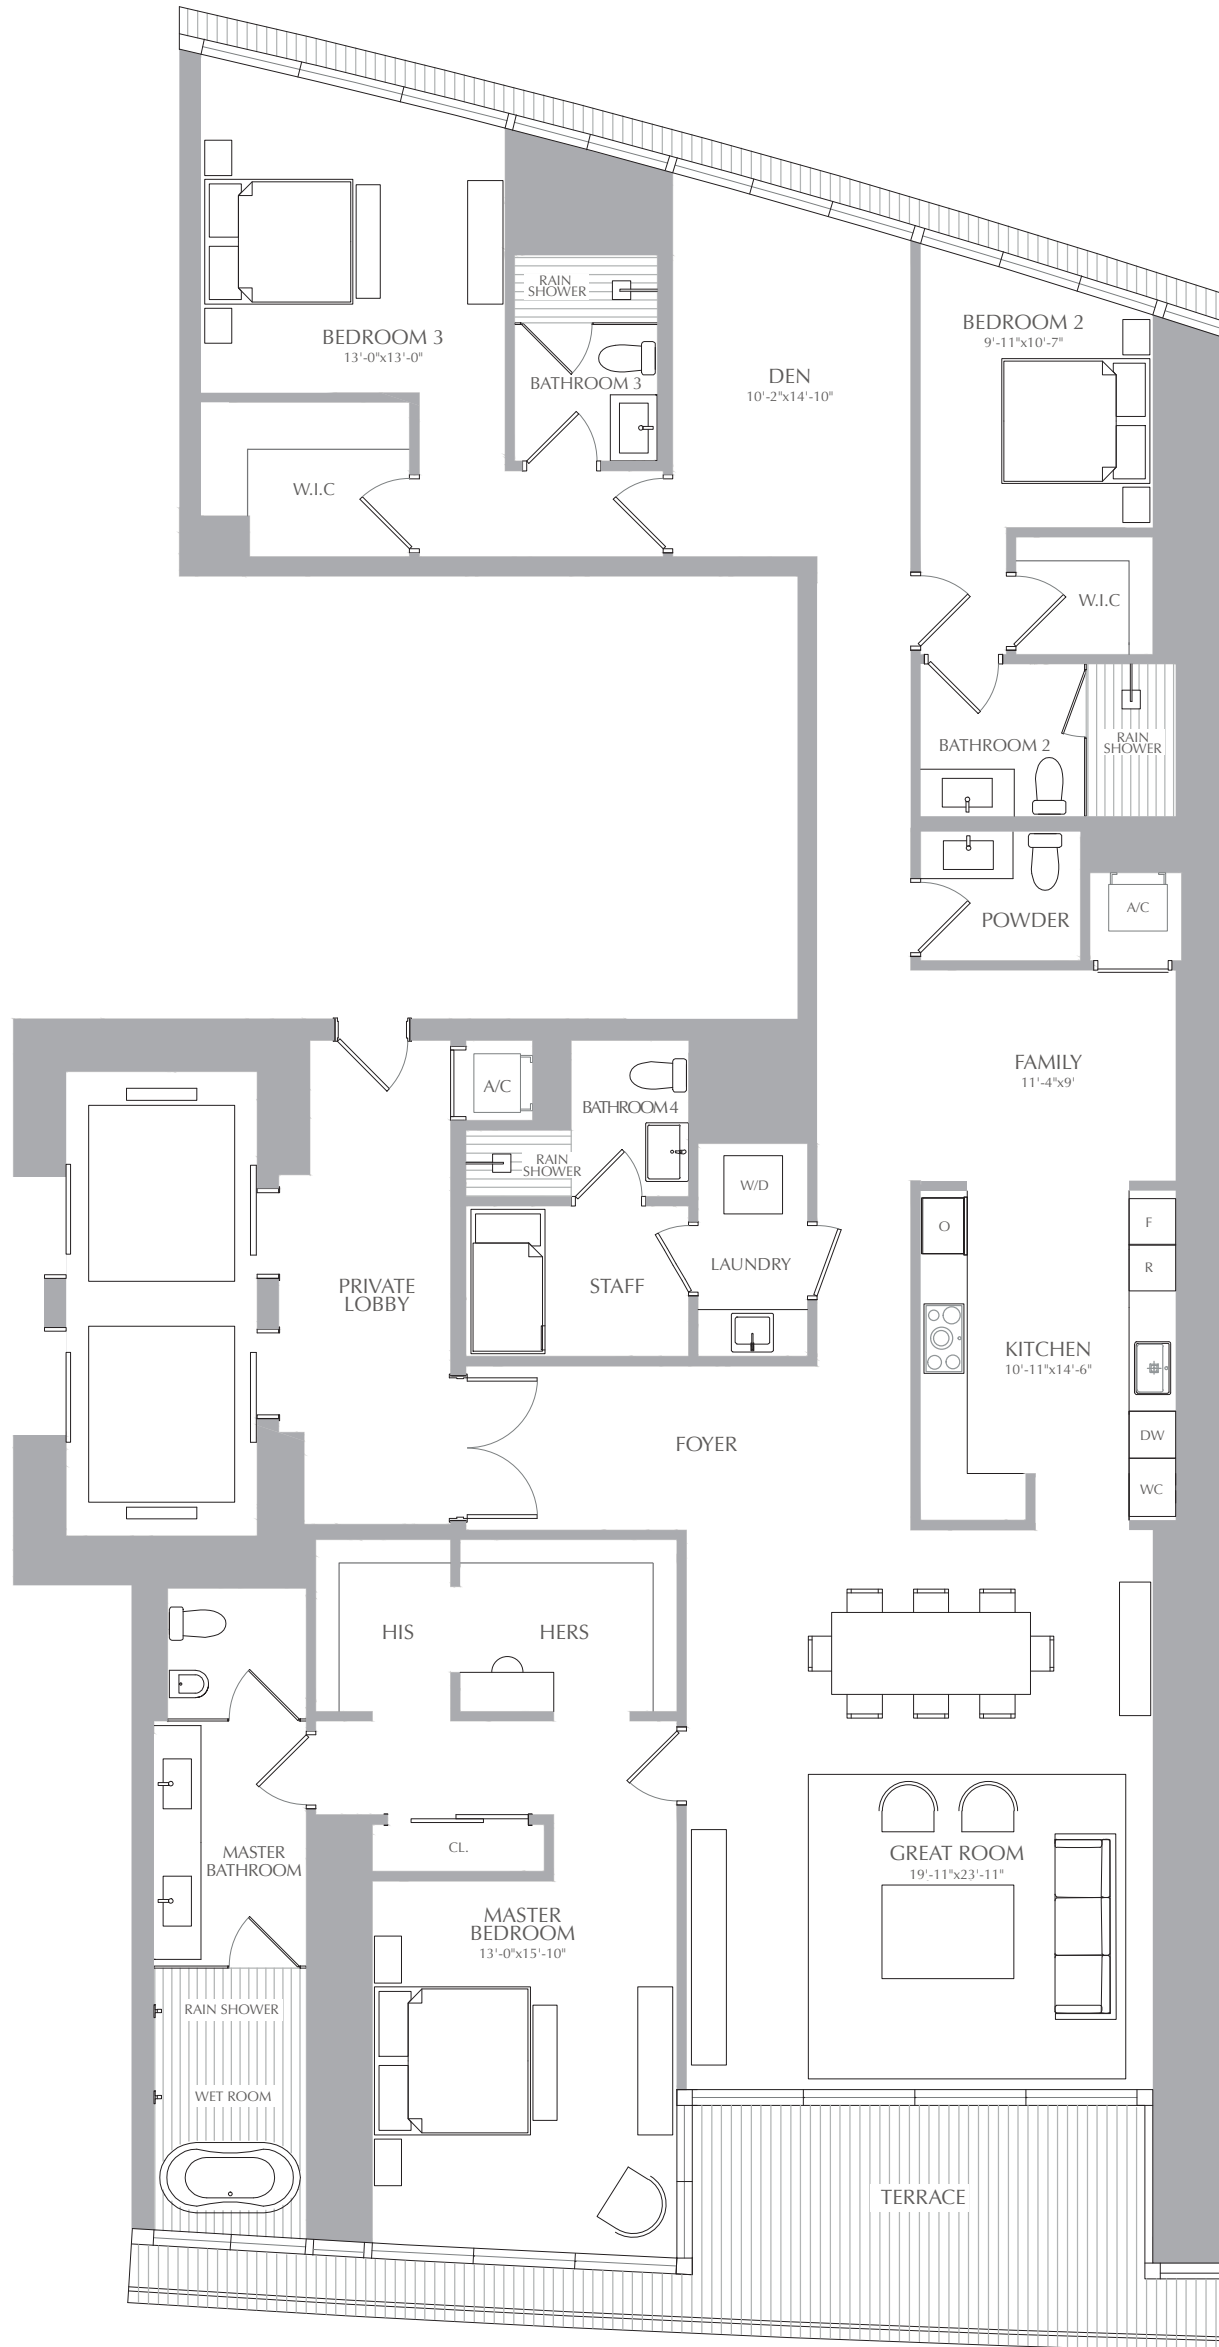 RAIN
SHOWER
BEDROOM 3
13'-0"x13'-0"
BATHROOM 3
BEDROOM 2
9'-11"x10'-7"
DEN
10'-2"x14'-10"
W.I.C
W.I.C
BATHROOM 2
RAIN
SHOWER
POWDER
A/C
FAMILY
11'-4"x9'
A/C
BATHROOM 4
RAIN
SHOWER
W/D
O
F
R
LAUNDRY
STAFF
PRIVATE
LOBBY
KITCHEN
10'-11"x14'-6"
DW
WC
FOYER
HIS
HERS
MASTER
BATHROOM
CL.
GREAT ROOM
19'-11"x23'-11"
MASTER
BEDROOM
13'-0"x15'-10"
RAIN SHOWER
WET ROOM
TERRACE